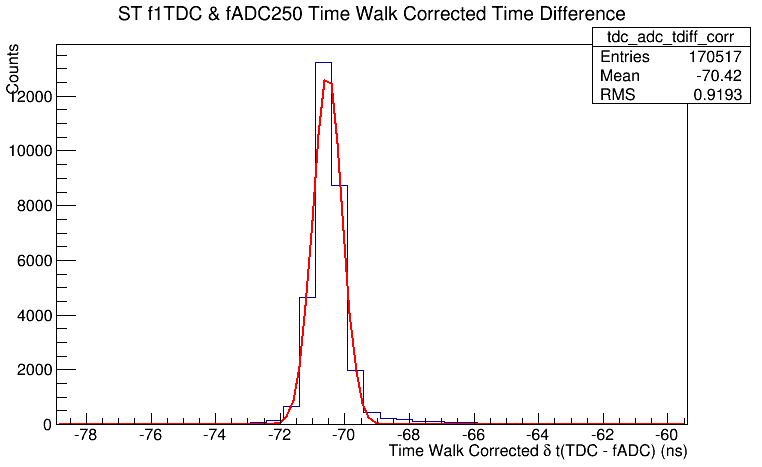 ST f1TDC & fADC250 Time Walk Corrected Time Difference
tdc_adc_tdiff_corr
Entries 170517
Mean -70.42
RMS 0.9193
Counts
12000
10000
8000
6000
4000
2000
0
-78 -76 -74 -72 -70 -68 -66 -64 -62 -60
Time Walk Corrected δ t(TDC - fADC) (ns)